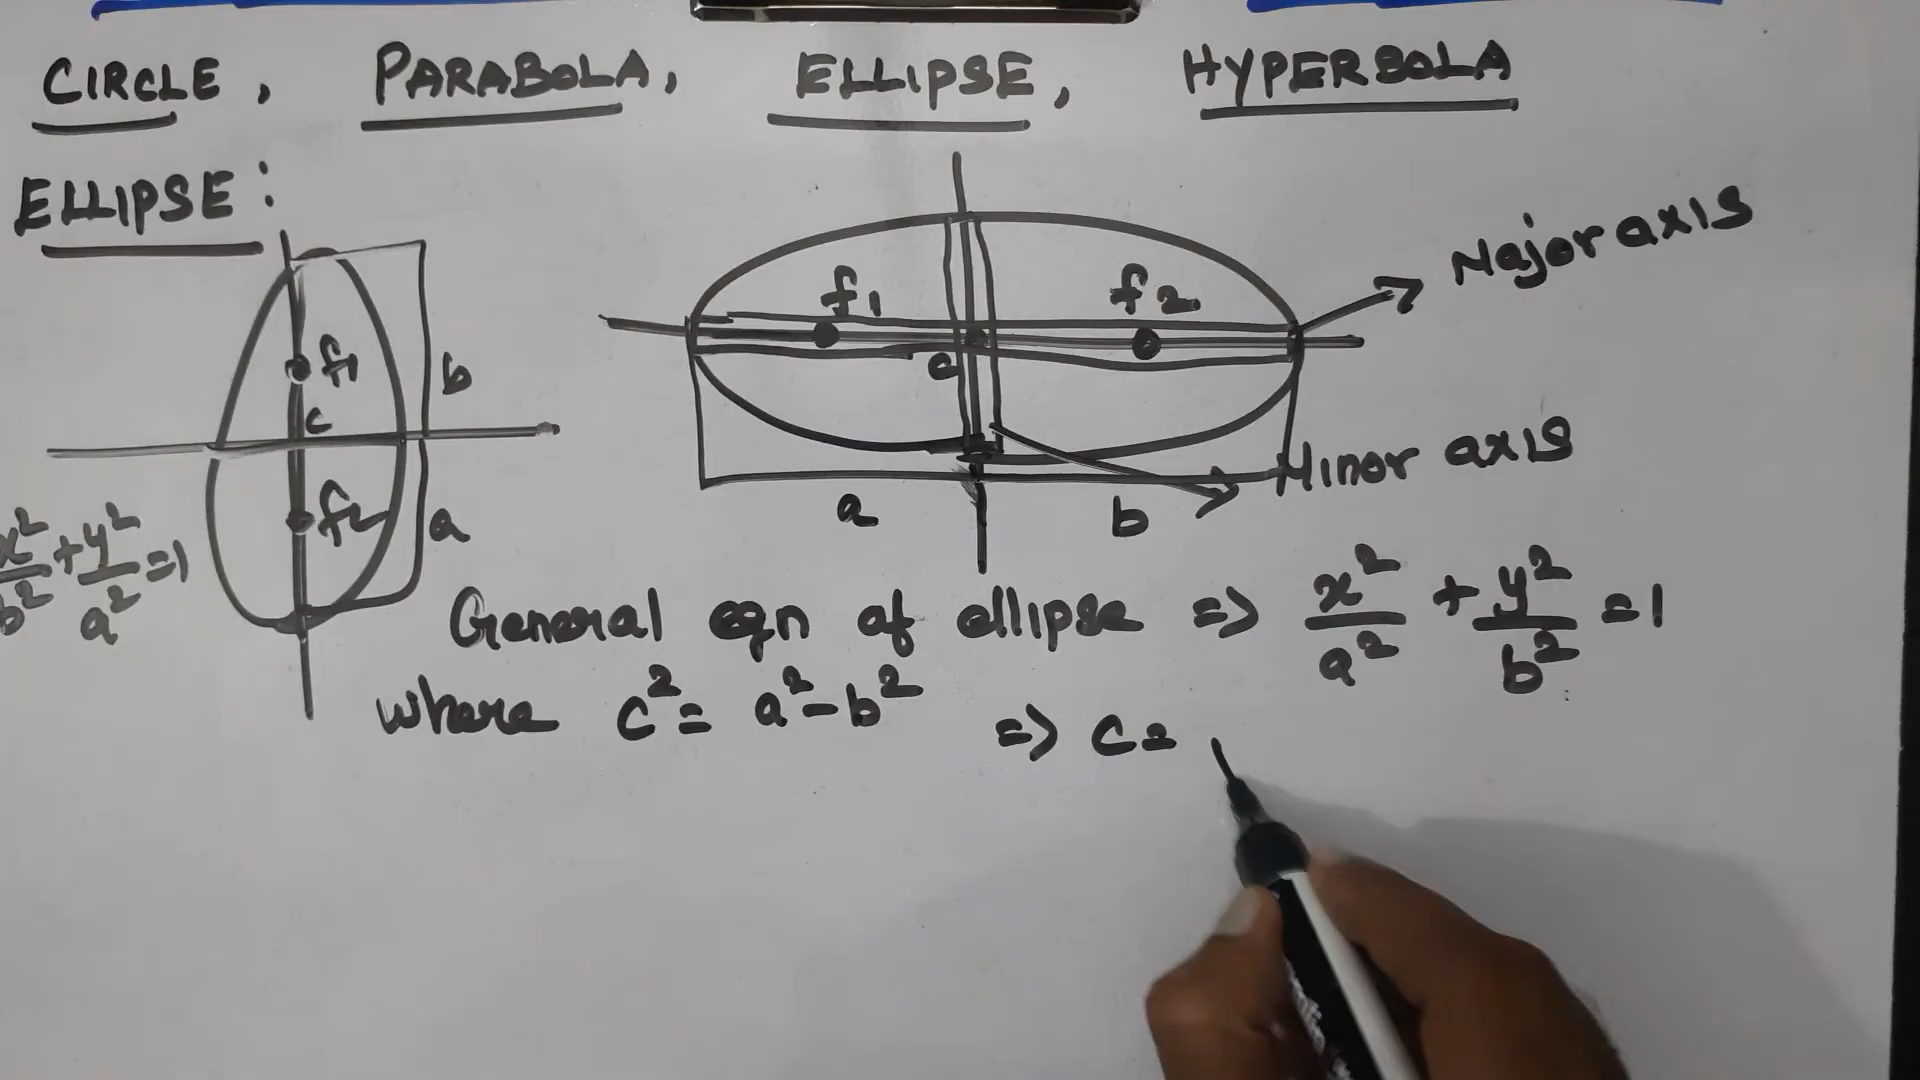 CIRCLE, PARABOLA, ELLIPSE, HYPERBOLA
ELLIPSE:
f1
c
f2
b
a
x²/b² + y²/a² = 1
f1 f2
c
Major axis
Minor axis
a b
General eqn of ellipse => x²/a² + y²/b² = 1
where c² = a² - b² => c =